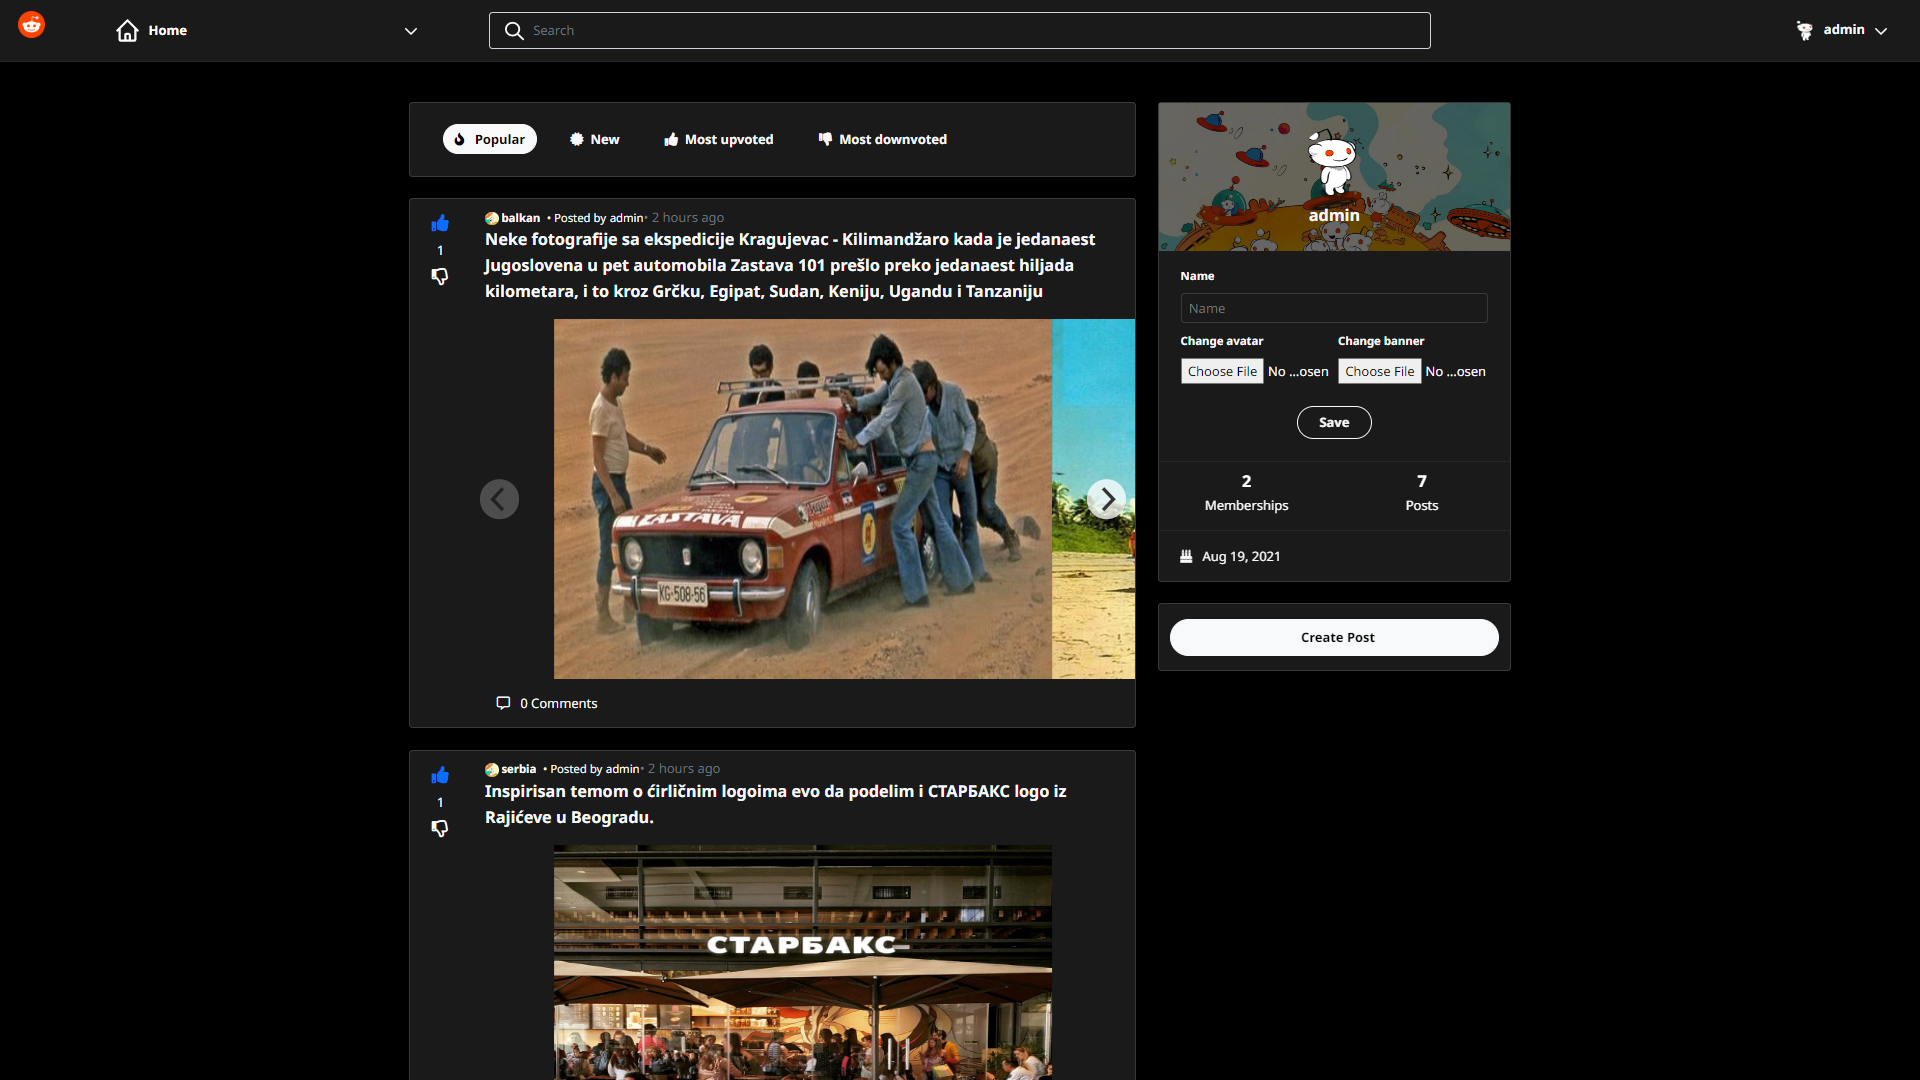 Home
Search
admin
Popular
New
Most upvoted
Most downvoted
balkan • Posted by admin • 2 hours ago
Neke fotografije sa ekspedicije Kragujevac - Kilimandžaro kada je jedanaest
Jugoslovena u pet automobila Zastava 101 prešlo preko jedanaest hiljada
kilometara, i to kroz Grčku, Egipat, Sudan, Keniju, Ugandu i Tanzaniju
1
ZASTAVA
KG-508-56
0 Comments
serbia • Posted by admin • 2 hours ago
Inspirisan temom o ćirličnim logoima evo da podelim i СТАРБАКС logo iz
Rajićeve u Beogradu.
1
СТАРБАКС
admin
Name
Name
Change avatar
Change banner
Choose File No ...osen
Choose File No ...osen
Save
2
Memberships
7
Posts
Aug 19, 2021
Create Post